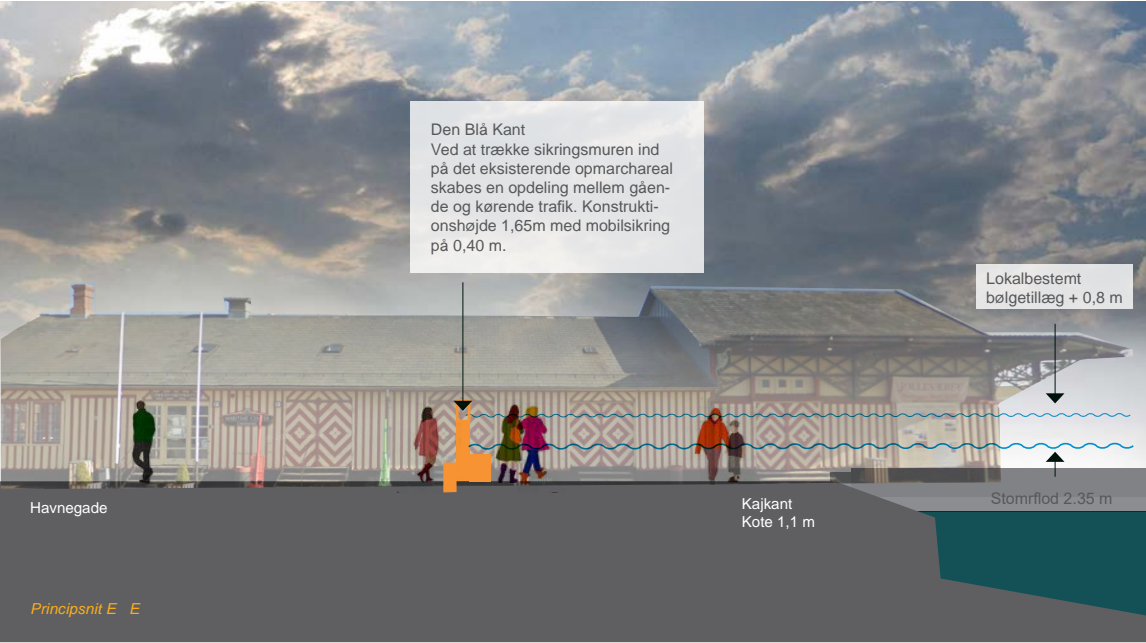 Den Blå Kant
Ved at trække sikringsmuren ind
på det eksisterende opmarchareal
skabes en opdeling mellem gåen-
de og kørende trafik. Konstrukti-
onshøjde 1,65m med mobilsikring
på 0,40 m.
Lokalbestemt
bølgetillæg + 0,8 m
Stomrflod 2.35 m
Havnegade
Kajkant
Kote 1,1 m
Principsnit E E